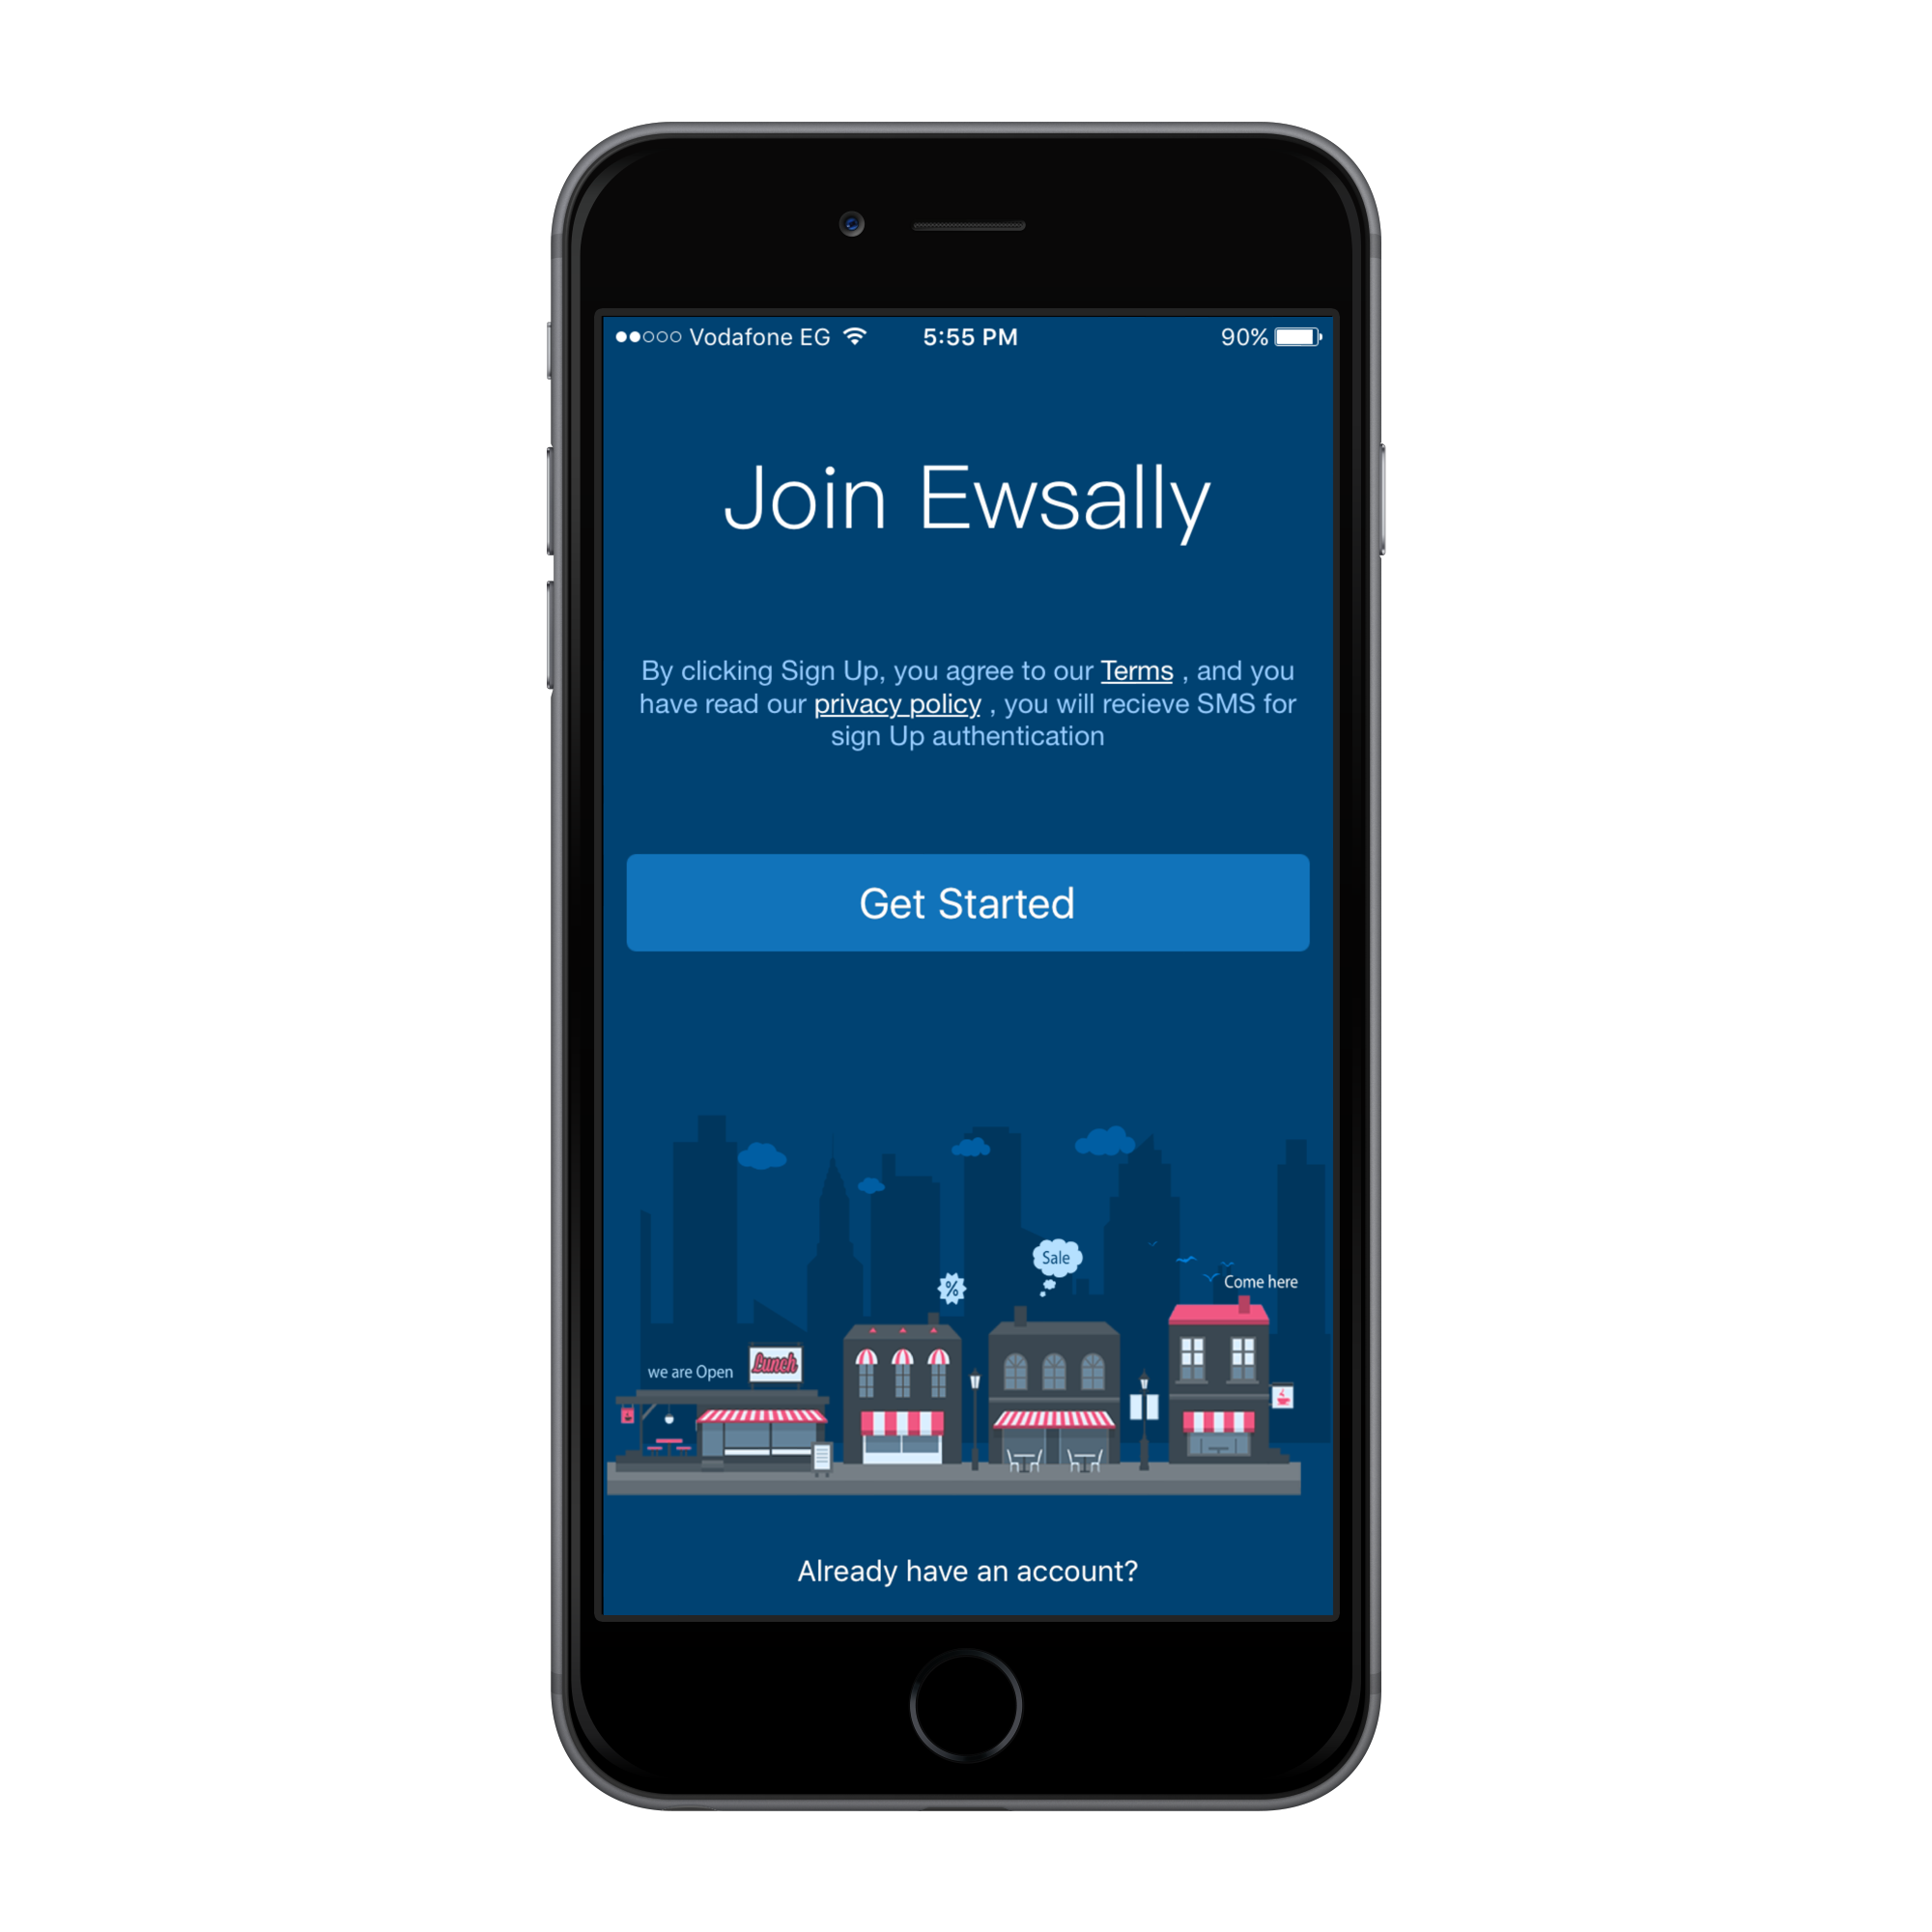 Vodafone EG 5:55 PM 90%
Join Ewsally
By clicking Sign Up, you agree to our Terms , and you
have read our privacy policy , you will recieve SMS for
sign Up authentication
Get Started
Sale
%
Come here
we are Open
Lunch
Already have an account?